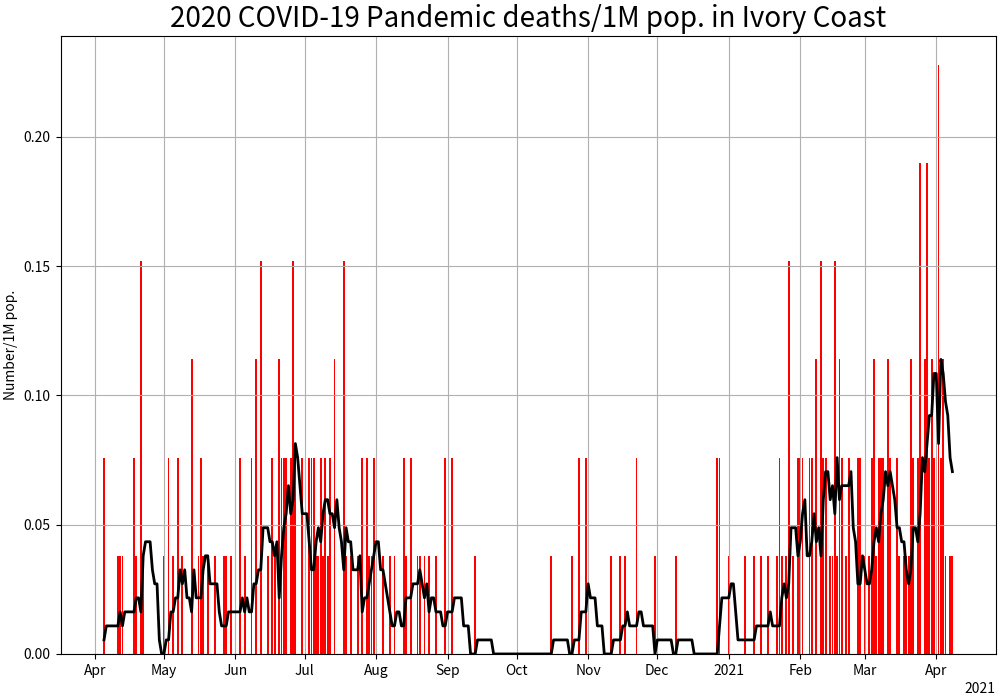 2020 COVID-19 Pandemic deaths/1M pop. in Ivory Coast
Number/1M pop.
0.20
0.15
0.10
0.05
0.00
Apr May Jun Jul Aug Sep Oct Nov Dec 2021 Feb Mar Apr
2021